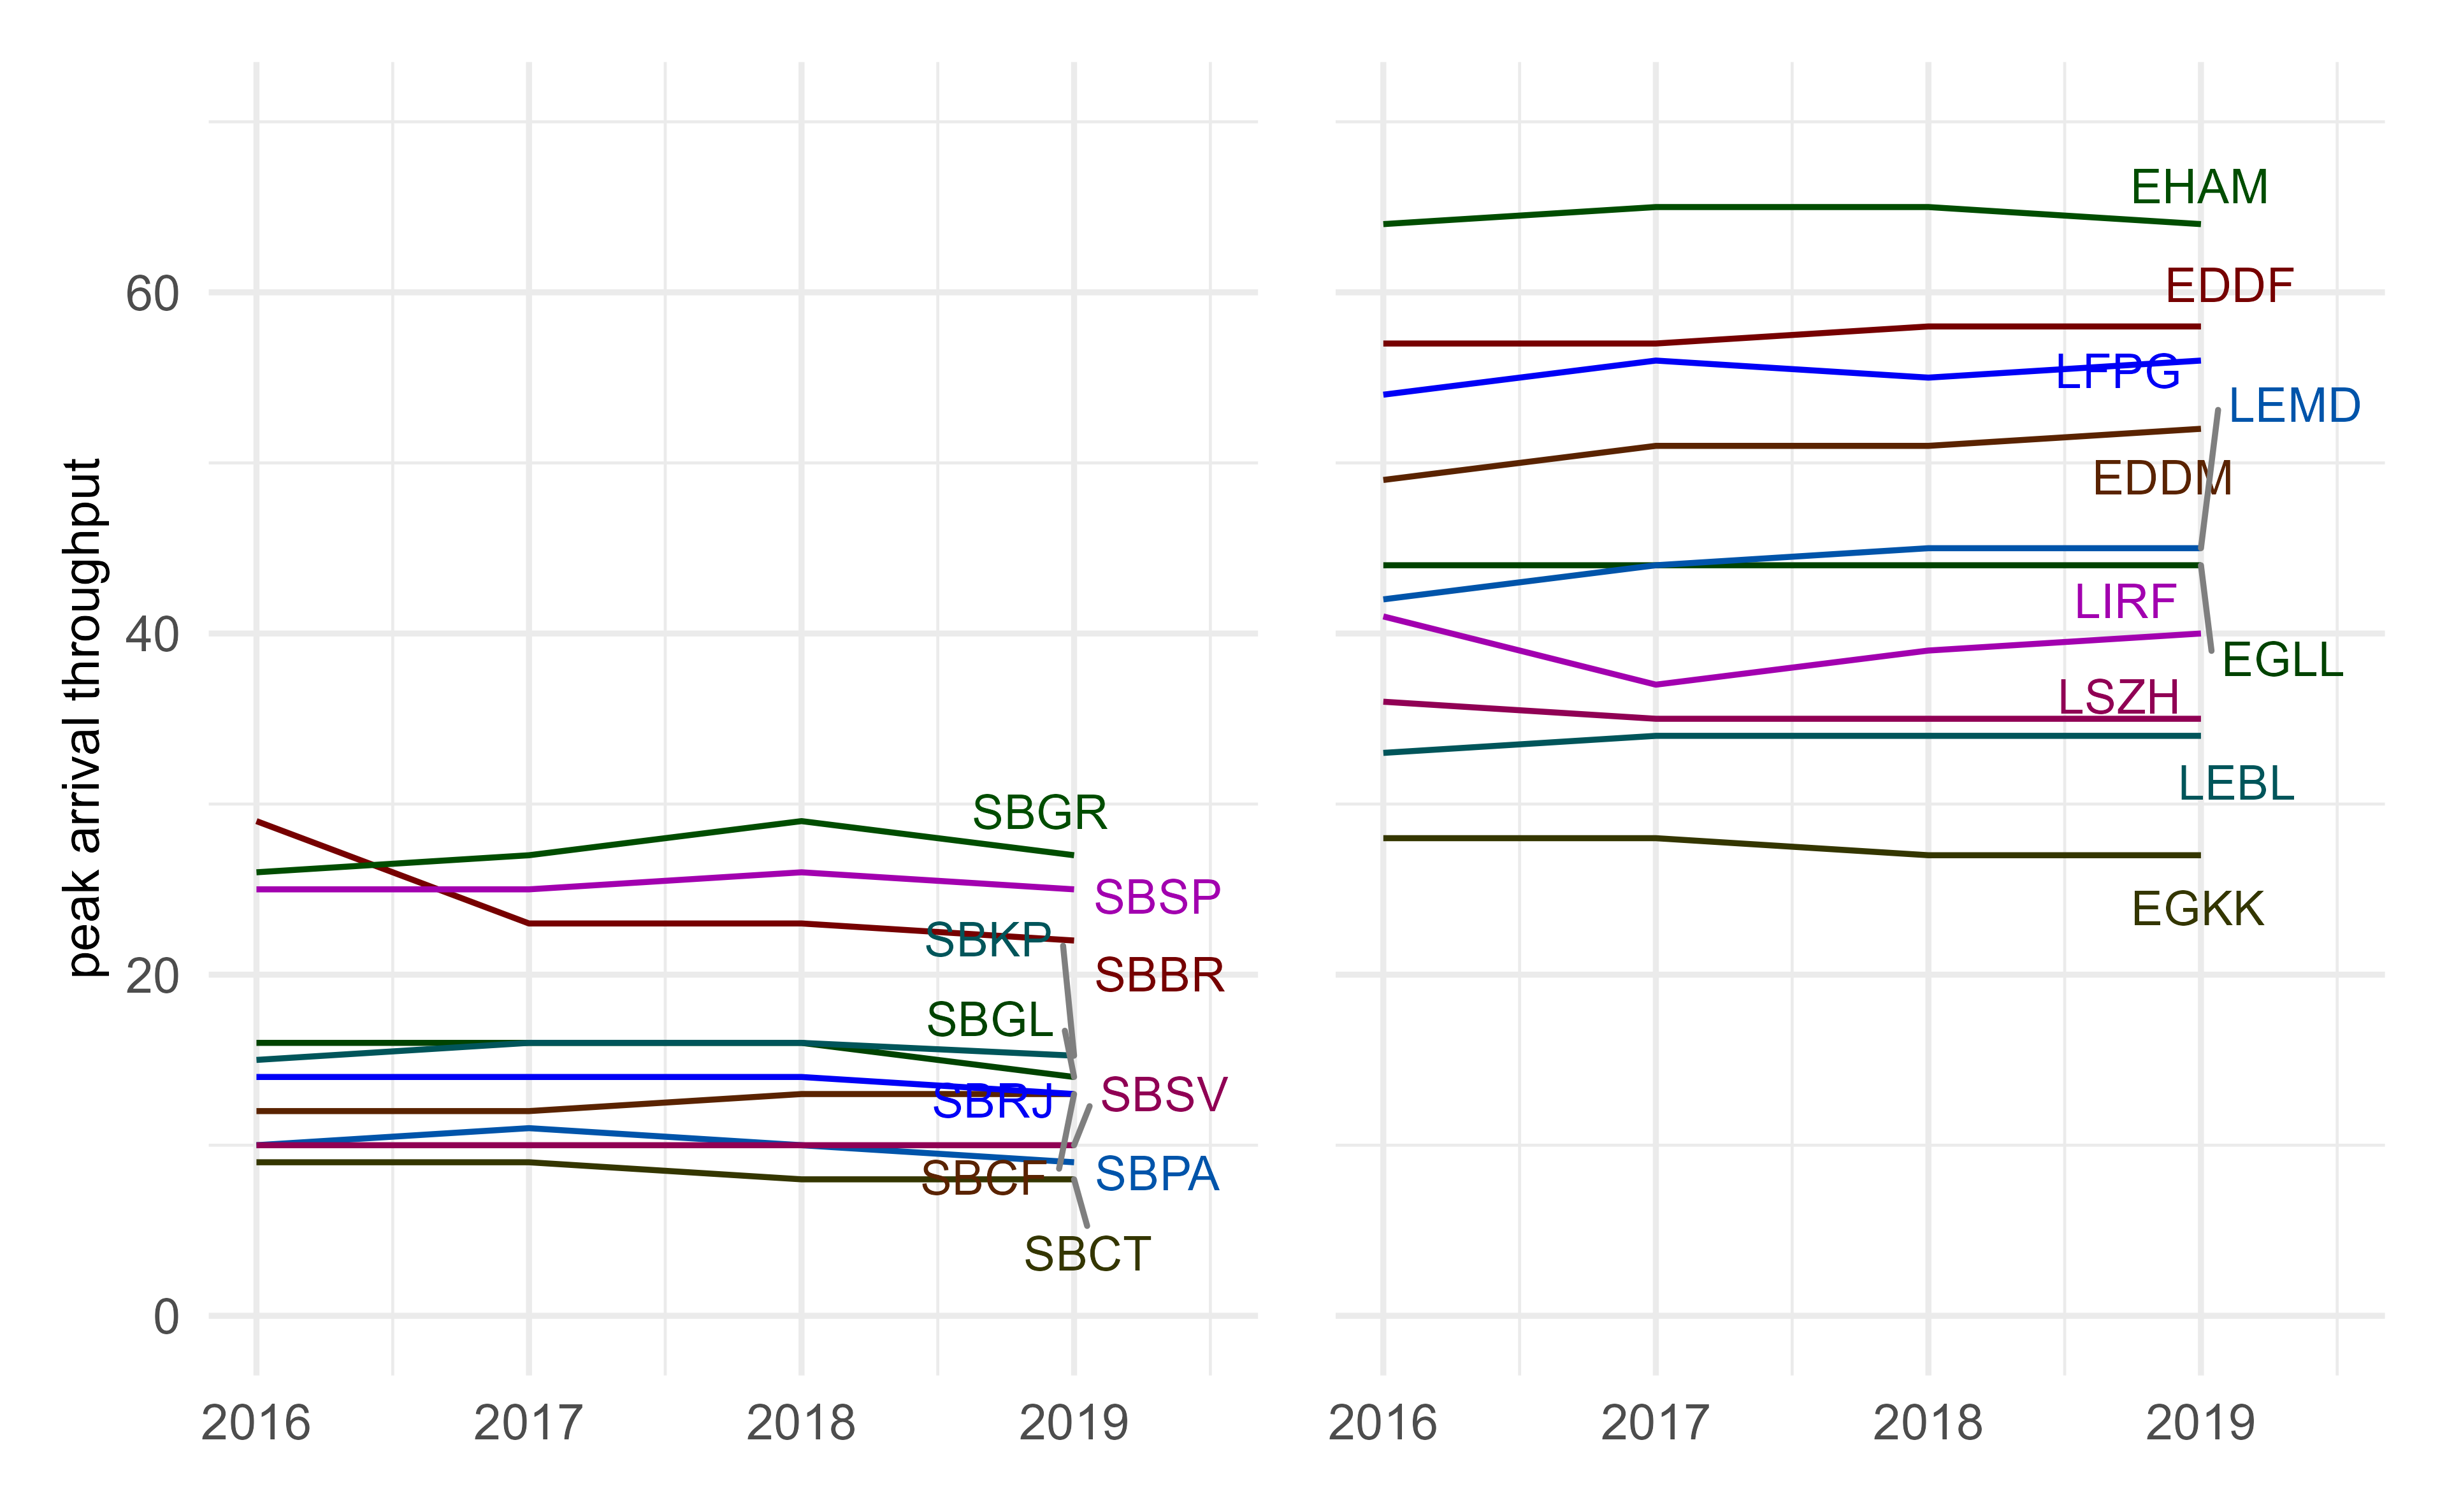 peak arrival throughput
60
40
20
0
SBGR
SBSP
SBKP
SBBR
SBGL
SBRJ
SBSV
SBCF
SBPA
SBCT
2016 2017 2018 2019
EHAM
EDDF
LFPG
LEMD
EDDM
LIRF
EGLL
LSZH
LEBL
EGKK
2016 2017 2018 2019